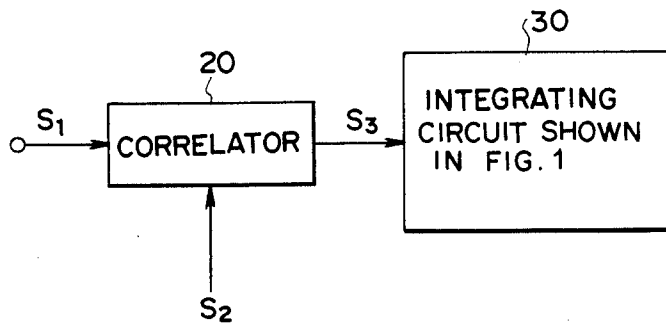 30
20
S1
CORRELATOR
S3
INTEGRATING
CIRCUIT SHOWN
IN FIG. 1
S2